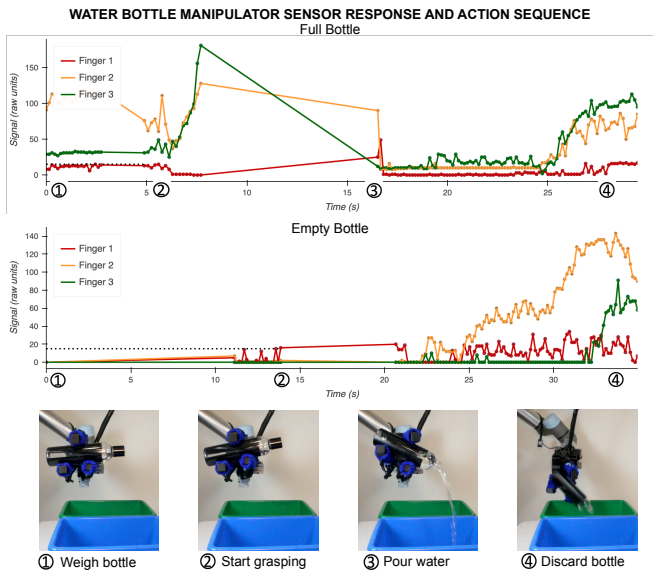 WATER BOTTLE MANIPULATOR SENSOR RESPONSE AND ACTION SEQUENCE
Full Bottle
Signal (raw units)
150
100
50
0
Finger 1
Finger 2
Finger 3
0 5 10 15 20 25
① ② ③ ④
Time (s)
Empty Bottle
Signal (raw units)
140
120
100
80
60
40
20
0
Finger 1
Finger 2
Finger 3
0 5 10 15 20 25 30
① ② ④
Time (s)
① Weigh bottle ② Start grasping ③ Pour water ④ Discard bottle